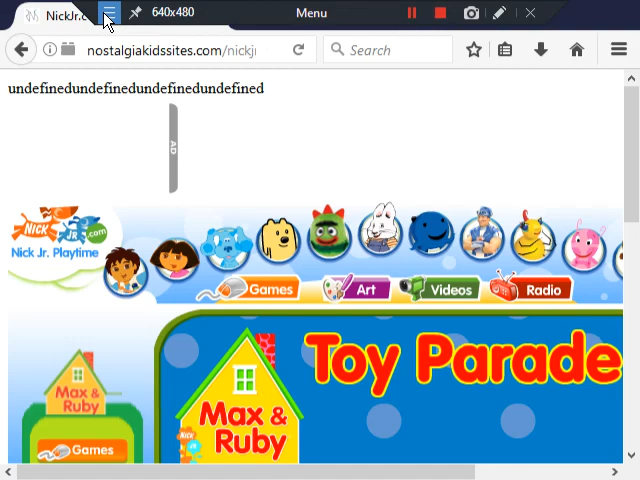 NickJr.c
640x480
Menu
nostalgiakidssites.com/nickj
Search
undefinedundefinedundefinedundefined
AD
NICK JR.com
Nick Jr. Playtime
Games
Art
Videos
Radio
Toy Parade
Max &
Ruby
Max &
Ruby
Games
NICK